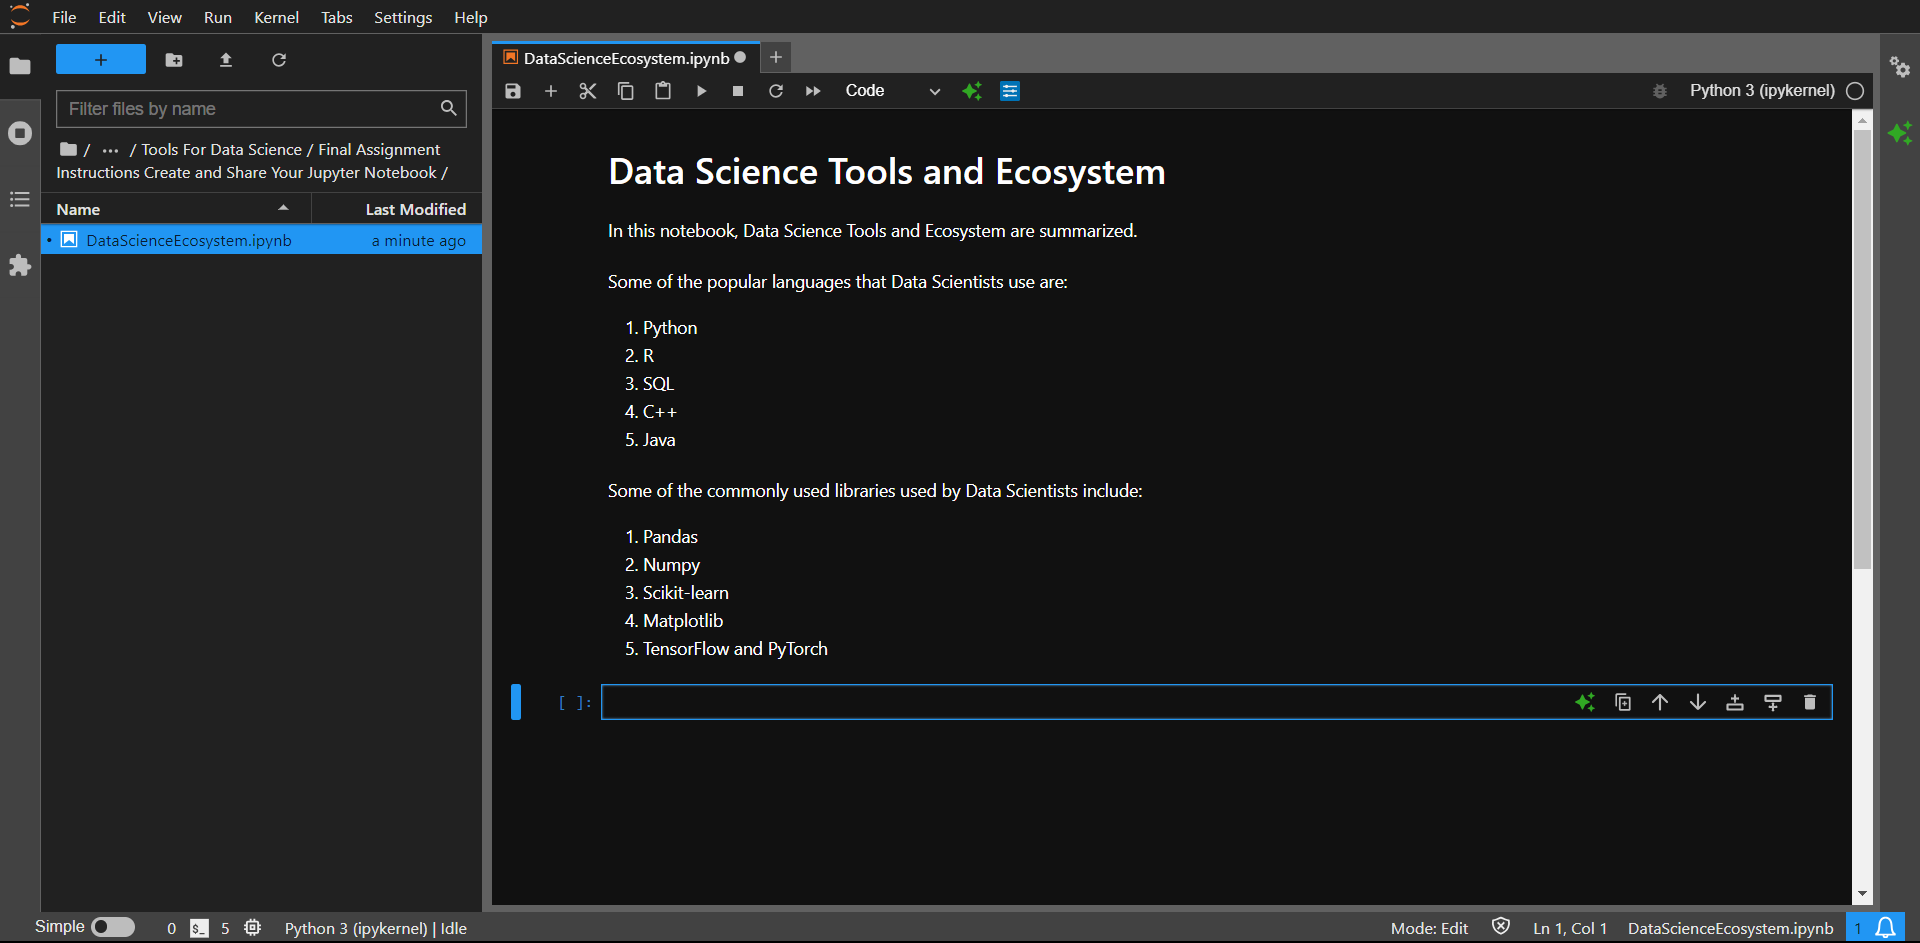 File Edit View Run Kernel Tabs Settings Help
+
Filter files by name
/ ··· / Tools For Data Science / Final Assignment
Instructions Create and Share Your Jupyter Notebook /
Name Last Modified
• DataScienceEcosystem.ipynb a minute ago
DataScienceEcosystem.ipynb
Code Python 3 (ipykernel)
Data Science Tools and Ecosystem
In this notebook, Data Science Tools and Ecosystem are summarized.
Some of the popular languages that Data Scientists use are:
1. Python
2. R
3. SQL
4. C++
5. Java
Some of the commonly used libraries used by Data Scientists include:
1. Pandas
2. Numpy
3. Scikit-learn
4. Matplotlib
5. TensorFlow and PyTorch
[ ]:
Simple 0 $_ 5 Python 3 (ipykernel) | Idle Mode: Edit Ln 1, Col 1 DataScienceEcosystem.ipynb 1